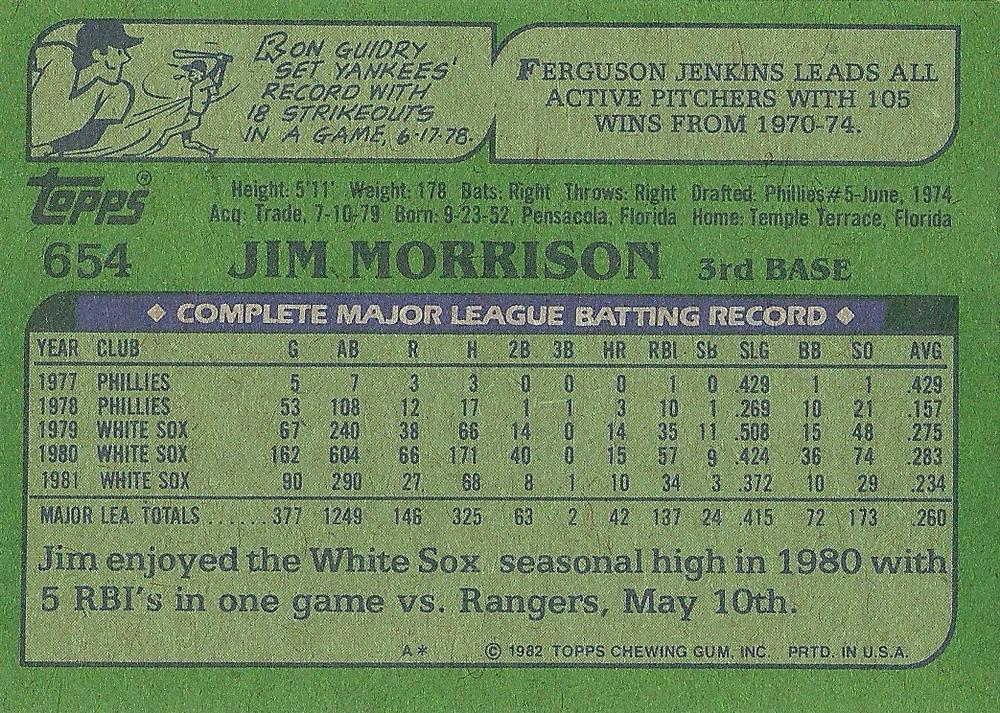 RON GUIDRY
SET YANKEES'
RECORD WITH
18 STRIKEOUTS
IN A GAME, 6-17-78.
FERGUSON JENKINS LEADS ALL
ACTIVE PITCHERS WITH 105
WINS FROM 1970-74.
Topps®
Height: 5'11' Weight: 178 Bats: Right Throws: Right Drafted: Phillies#5-June, 1974
Acq: Trade, 7-10-79 Born: 9-23-52, Pensacola, Florida Home: Temple Terrace, Florida
654 JIM MORRISON 3rd BASE
◆ COMPLETE MAJOR LEAGUE BATTING RECORD ◆
YEAR CLUB G AB R H 2B 3B HR RBI SB SLG BB SO AVG
1977 PHILLIES 5 7 3 3 0 0 0 1 0 .429 1 1 .429
1978 PHILLIES 53 108 12 17 1 1 3 10 1 .269 10 21 .157
1979 WHITE SOX 67 240 38 66 14 0 14 35 11 .508 15 48 .275
1980 WHITE SOX 162 604 66 171 40 0 15 57 9 .424 36 74 .283
1981 WHITE SOX 90 290 27 68 8 1 10 34 3 .372 10 29 .234
MAJOR LEA. TOTALS ...... 377 1249 146 325 63 2 42 137 24 .415 72 173 .260
Jim enjoyed the White Sox seasonal high in 1980 with
5 RBI's in one game vs. Rangers, May 10th.
A* © 1982 TOPPS CHEWING GUM, INC. PRTD. IN U.S.A.